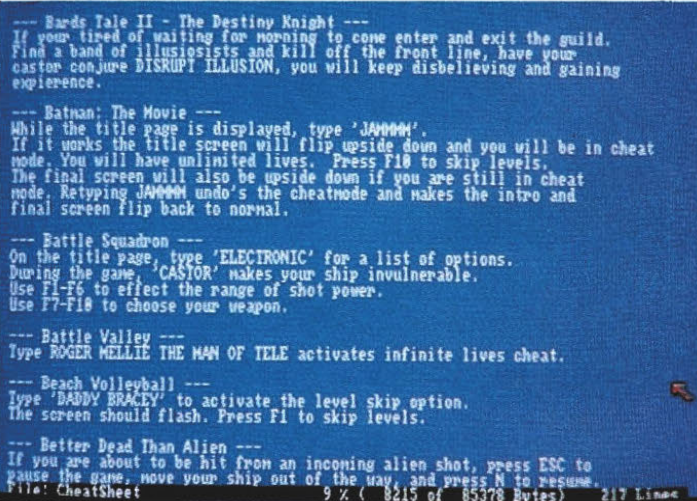 --- Bards Tale II - The Destiny Knight ---
If your tired of waiting for morning to come enter and exit the guild.
Find a band of illusiosists and kill off the front line, have your
castor conjure DISRUPT ILLUSION, you will keep disbelieving and gaining
expierence.
--- Batman: The Movie ---
While the title page is displayed, type 'JAMMMM'.
If it works the title screen will flip upside down and you will be in cheat
mode. You will have unlimited lives.  Press F10 to skip levels.
The final screen will also be upside down if you are still in cheat
mode. Retyping JAMMMM undo's the cheatmode and makes the intro and
final screen flip back to normal.
--- Battle Squadron ---
On the title page, type 'ELECTRONIC' for a list of options.
During the game, 'CASTOR' makes your ship invulnerable.
Use F1-F6 to effect the range of shot power.
Use F7-F10 to choose your weapon.
--- Battle Valley ---
Type ROGER MELLIE THE MAN OF TELE activates infinite lives cheat.
--- Beach Volleyball ---
Type 'DADDY BRACEY' to activate the level skip option.
The screen should flash. Press F1 to skip levels.
--- Better Dead Than Alien ---
If you are about to be hit from an incoming alien shot, press ESC to
pause the game, move your ship out of the way, and press N to resume.
File: CheatSheet 9 % ( 8215 of 85378 Bytes) 217 Lines